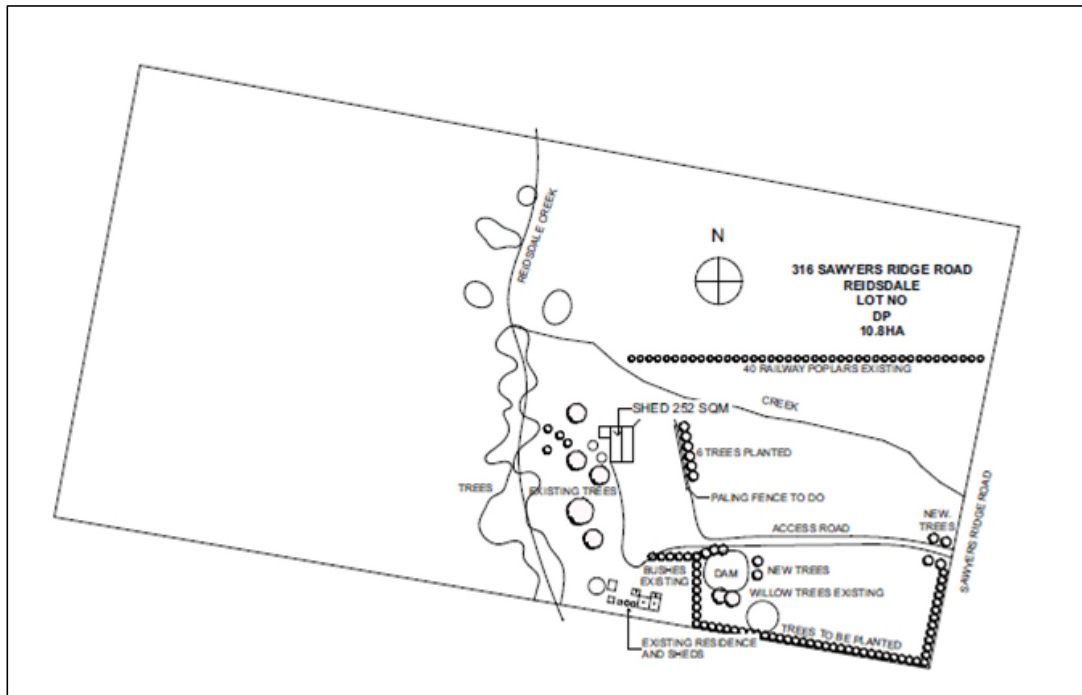 REIDSDALE CREEK
N
316 SAWYERS RIDGE ROAD
REIDSDALE
LOT NO
DP
10.8HA
40 RAILWAY POPLARS EXISTING
CREEK
SHED 252 SQM
6 TREES PLANTED
TREES
EXISTING TREES
PALING FENCE TO DO
NEW
TREES
ACCESS ROAD
SAWYERS RIDGE ROAD
BUSHES
EXISTING
DAM
NEW TREES
WILLOW TREES EXISTING
TREES TO BE PLANTED
EXISTING RESIDENCE
AND SHEDS